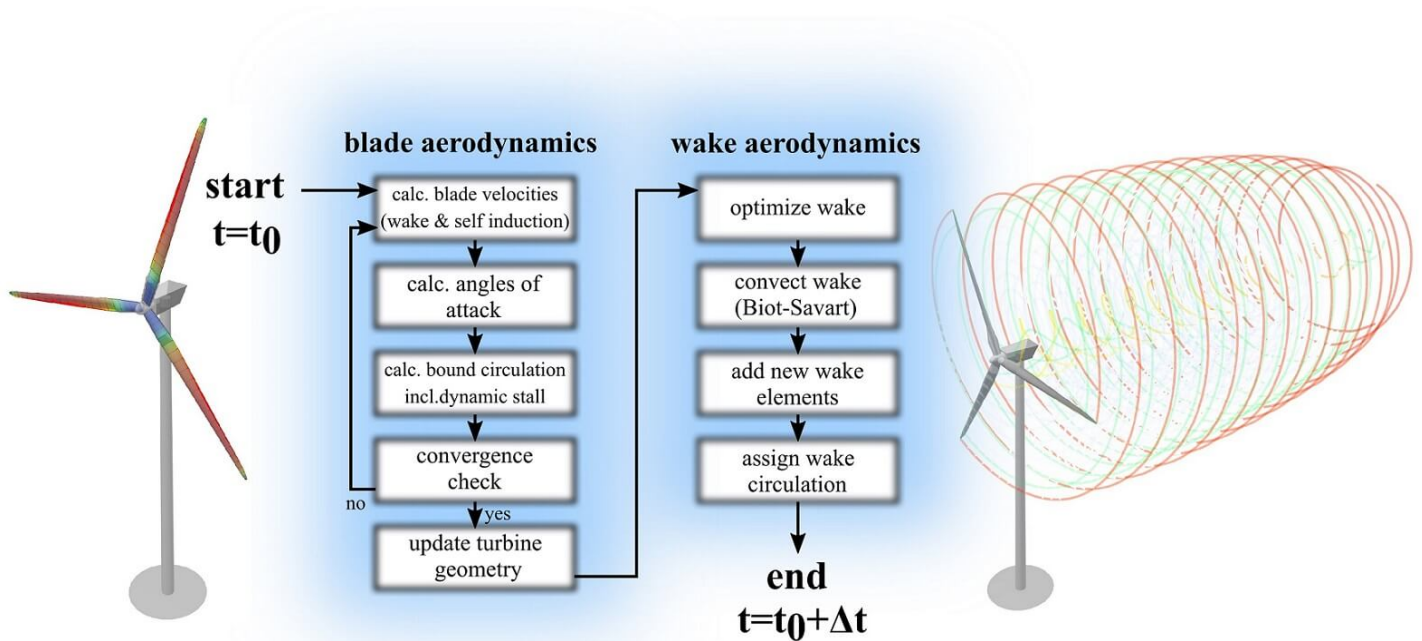 start
t=t0
blade aerodynamics
calc. blade velocities
(wake & self induction)
calc. angles of
attack
calc. bound circulation
incl.dynamic stall
convergence
check
no
yes
update turbine
geometry
wake aerodynamics
optimize wake
convect wake
(Biot-Savart)
add new wake
elements
assign wake
circulation
end
t=t0+Δt